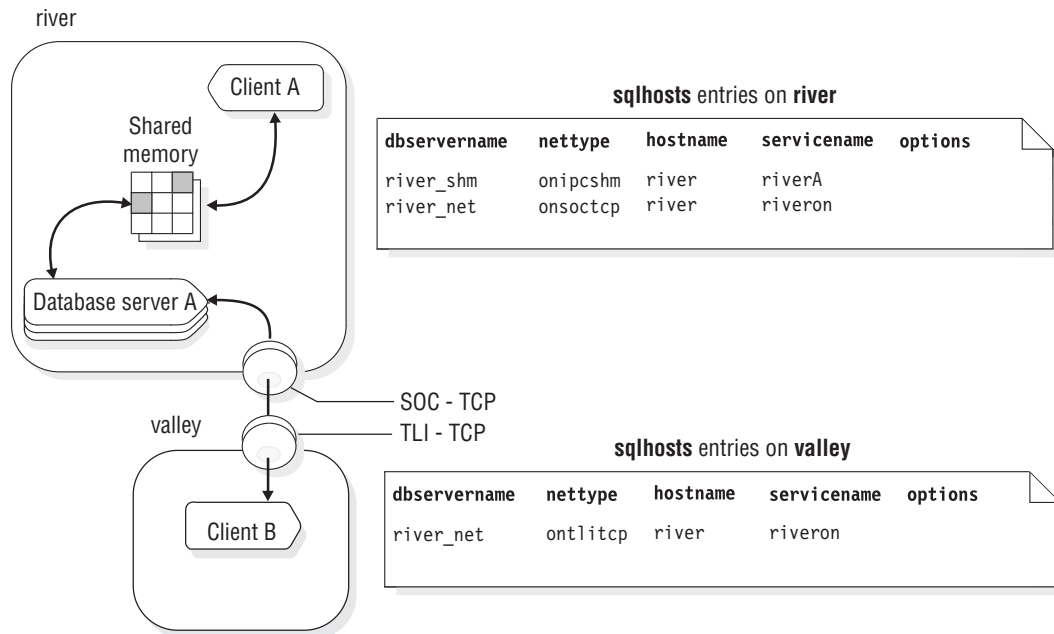 river
Client A
Shared
memory
Database server A
SOC - TCP
TLI - TCP
valley
Client B
sqlhosts entries on river
dbservername nettype hostname servicename options
river_shm onipcshm river riverA
river_net onsoctcp river riveron
sqlhosts entries on valley
dbservername nettype hostname servicename options
river_net ontlitcp river riveron